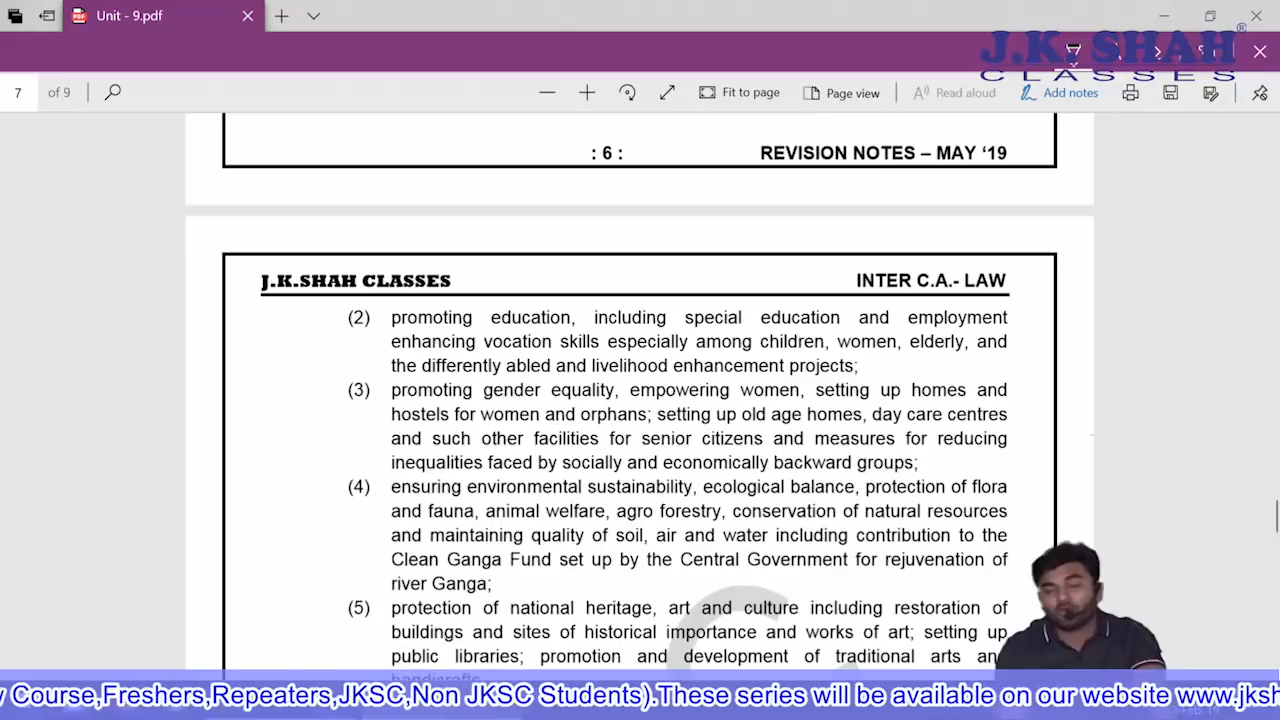 Unit - 9.pdf
J.K. SHAH®
CLASSES
7 of 9
Fit to page
Page view
Read aloud
Add notes
: 6 : REVISION NOTES – MAY ‘19
J.K.SHAH CLASSES INTER C.A.- LAW
(2) promoting education, including special education and employment
enhancing vocation skills especially among children, women, elderly, and
the differently abled and livelihood enhancement projects;
(3) promoting gender equality, empowering women, setting up homes and
hostels for women and orphans; setting up old age homes, day care centres
and such other facilities for senior citizens and measures for reducing
inequalities faced by socially and economically backward groups;
(4) ensuring environmental sustainability, ecological balance, protection of flora
and fauna, animal welfare, agro forestry, conservation of natural resources
and maintaining quality of soil, air and water including contribution to the
Clean Ganga Fund set up by the Central Government for rejuvenation of
river Ganga;
(5) protection of national heritage, art and culture including restoration of
buildings and sites of historical importance and works of art; setting up
public libraries; promotion and development of traditional arts an
Course,Freshers,Repeaters,JKSC,Non JKSC Students).These series will be available on our website www.jksh